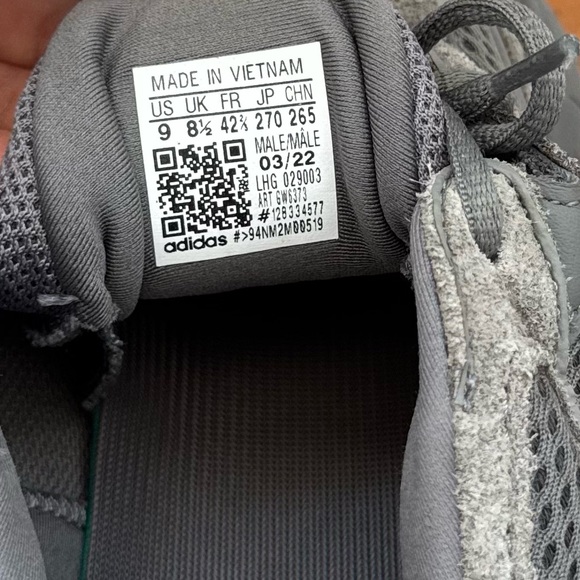 MADE IN VIETNAM
US UK FR JP CHN
9 8½ 42⅔ 270 265
MALE/MÂLE
03/22
LHG 029003
ART GW6373
#128334577
adidas #>94NM2M00519